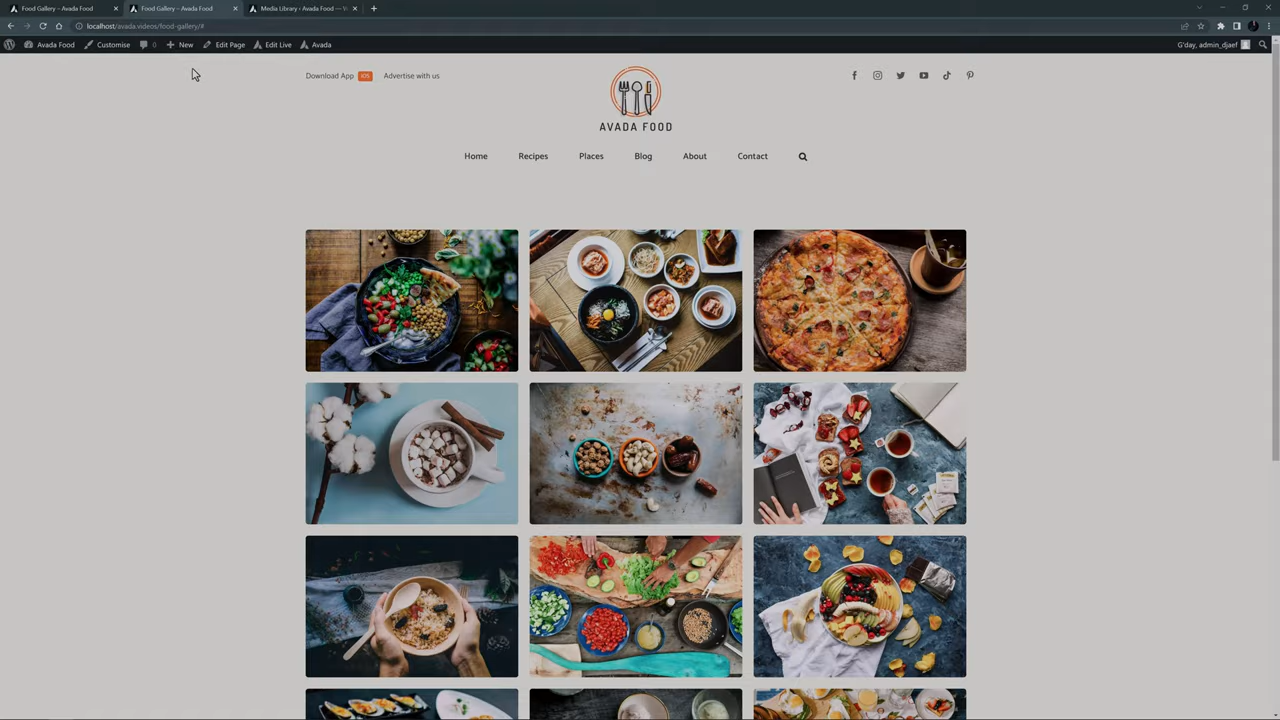 Food Gallery – Avada Food
Food Gallery – Avada Food
Media Library ‹ Avada Food — W
localhost/avada.videos/food-gallery/#
Avada Food
Customise
0
New
Edit Page
Edit Live
Avada
G'day, admin_djaef
Download App iOS
Advertise with us
AVADA FOOD
Home
Recipes
Places
Blog
About
Contact